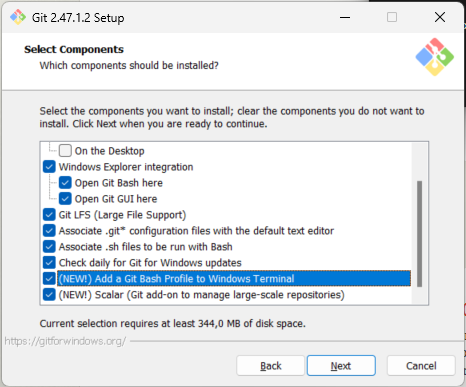 Git 2.47.1.2 Setup
Select Components
Which components should be installed?
Select the components you want to install; clear the components you do not want to
install. Click Next when you are ready to continue.
On the Desktop
Windows Explorer integration
Open Git Bash here
Open Git GUI here
Git LFS (Large File Support)
Associate .git* configuration files with the default text editor
Associate .sh files to be run with Bash
Check daily for Git for Windows updates
(NEW!) Add a Git Bash Profile to Windows Terminal
(NEW!) Scalar (Git add-on to manage large-scale repositories)
Current selection requires at least 344,0 MB of disk space.
https://gitforwindows.org/
Back
Next
Cancel